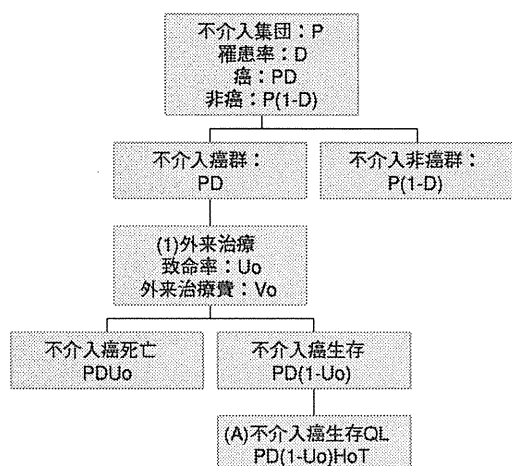 不介入集団：P
罹患率：D
癌：PD
非癌：P(1-D)
不介入癌群：
PD
不介入非癌群：
P(1-D)
(1)外来治療
致命率：Uo
外来治療費：Vo
不介入癌死亡
PDUo
不介入癌生存
PD(1-Uo)
(A)不介入癌生存QL
PD(1-Uo)HoT